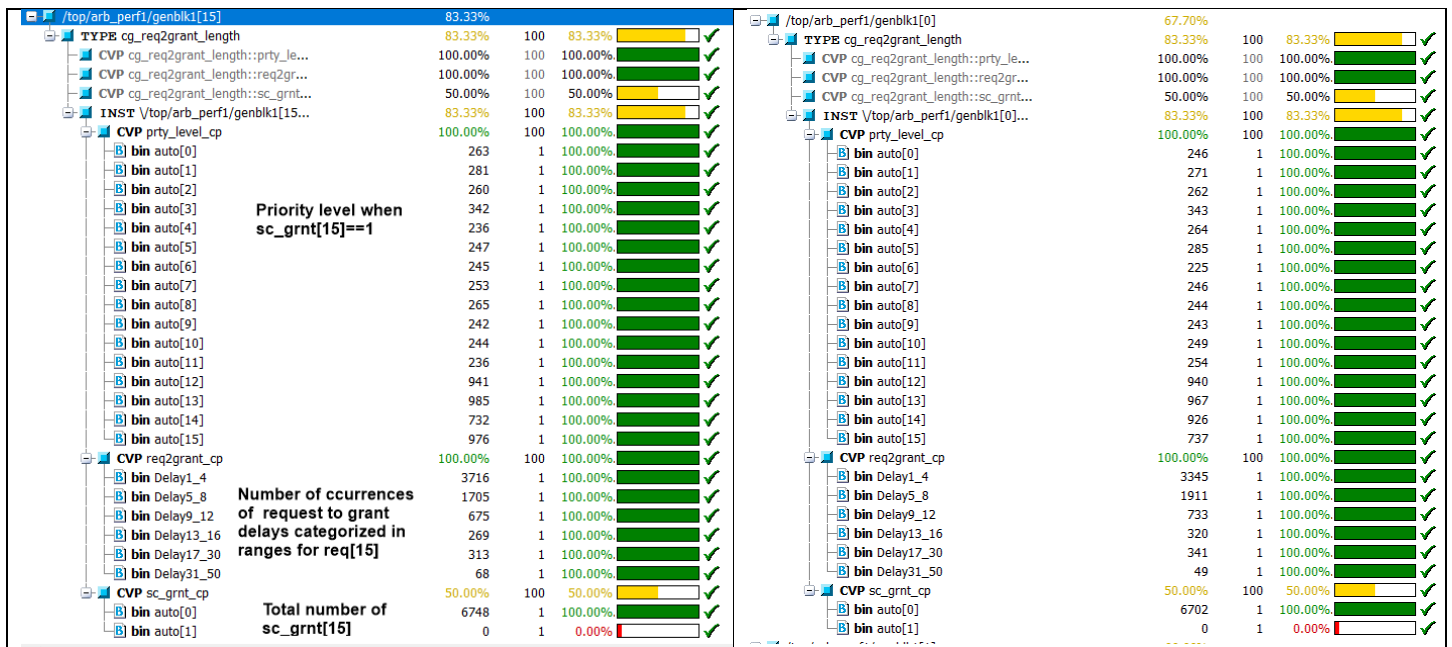 /top/arb_perf1/genblk1[15] 83.33%
TYPE cg_req2grant_length 83.33% 100 83.33%
CVP cg_req2grant_length::prty_le... 100.00% 100 100.00%
CVP cg_req2grant_length::req2gr... 100.00% 100 100.00%
CVP cg_req2grant_length::sc_grnt... 50.00% 100 50.00%
INST \/top/arb_perf1/genblk1[15... 83.33% 100 83.33%
CVP prty_level_cp 100.00% 100 100.00%
B bin auto[0] 263 1 100.00%
B bin auto[1] 281 1 100.00%
B bin auto[2] 260 1 100.00%
B bin auto[3] 342 1 100.00%
B bin auto[4] 236 1 100.00%
B bin auto[5] 247 1 100.00%
B bin auto[6] 245 1 100.00%
B bin auto[7] 253 1 100.00%
B bin auto[8] 265 1 100.00%
B bin auto[9] 242 1 100.00%
B bin auto[10] 244 1 100.00%
B bin auto[11] 236 1 100.00%
B bin auto[12] 941 1 100.00%
B bin auto[13] 985 1 100.00%
B bin auto[14] 732 1 100.00%
B bin auto[15] 976 1 100.00%
Priority level when
sc_grnt[15]==1
CVP req2grant_cp 100.00% 100 100.00%
B bin Delay1_4 3716 1 100.00%
B bin Delay5_8 1705 1 100.00%
B bin Delay9_12 675 1 100.00%
B bin Delay13_16 269 1 100.00%
B bin Delay17_30 313 1 100.00%
B bin Delay31_50 68 1 100.00%
Number of ccurrences
of request to grant
delays categorized in
ranges for req[15]
CVP sc_grnt_cp 50.00% 100 50.00%
B bin auto[0] 6748 1 100.00%
B bin auto[1] 0 1 0.00%
Total number of
sc_grnt[15]
/top/arb_perf1/genblk1[0] 67.70%
TYPE cg_req2grant_length 83.33% 100 83.33%
CVP cg_req2grant_length::prty_le... 100.00% 100 100.00%
CVP cg_req2grant_length::req2gr... 100.00% 100 100.00%
CVP cg_req2grant_length::sc_grnt... 50.00% 100 50.00%
INST \/top/arb_perf1/genblk1[0]... 83.33% 100 83.33%
CVP prty_level_cp 100.00% 100 100.00%
B bin auto[0] 246 1 100.00%
B bin auto[1] 271 1 100.00%
B bin auto[2] 262 1 100.00%
B bin auto[3] 343 1 100.00%
B bin auto[4] 264 1 100.00%
B bin auto[5] 285 1 100.00%
B bin auto[6] 225 1 100.00%
B bin auto[7] 246 1 100.00%
B bin auto[8] 244 1 100.00%
B bin auto[9] 243 1 100.00%
B bin auto[10] 249 1 100.00%
B bin auto[11] 254 1 100.00%
B bin auto[12] 940 1 100.00%
B bin auto[13] 967 1 100.00%
B bin auto[14] 926 1 100.00%
B bin auto[15] 737 1 100.00%
CVP req2grant_cp 100.00% 100 100.00%
B bin Delay1_4 3345 1 100.00%
B bin Delay5_8 1911 1 100.00%
B bin Delay9_12 733 1 100.00%
B bin Delay13_16 320 1 100.00%
B bin Delay17_30 341 1 100.00%
B bin Delay31_50 49 1 100.00%
CVP sc_grnt_cp 50.00% 100 50.00%
B bin auto[0] 6702 1 100.00%
B bin auto[1] 0 1 0.00%